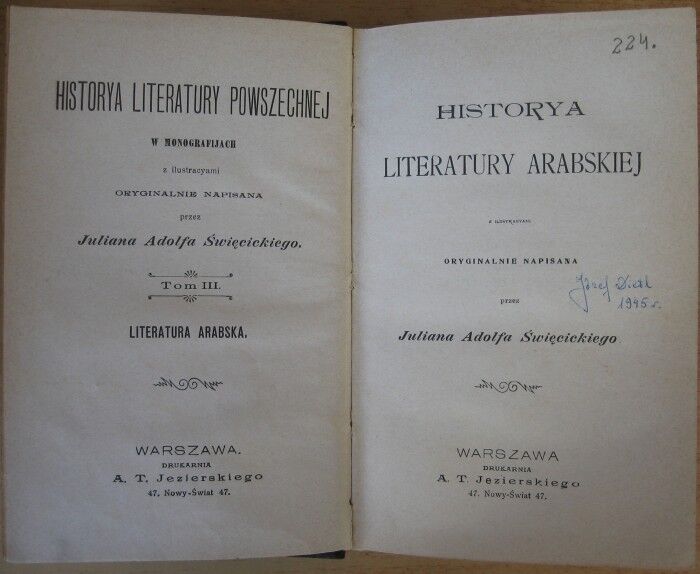 HISTORYA LITERATURY POWSZECHNEJ
W MONOGRAFIJACH
z ilustracyami
ORYGINALNIE NAPISANA
przez
Juliana Adolfa Święcickiego.
Tom III.
LITERATURA ARABSKA.
WARSZAWA.
DRUKARNIA
A. T. Jezierskiego
47. Nowy-Świat 47.
224.
HISTORYA
LITERATURY ARABSKIEJ
z ilustracyami
ORYGINALNIE NAPISANA
Józef Dietl
1945 r.
przez
Juliana Adolfa Święcickiego
WARSZAWA
DRUKARNIA
A. T. Jezierskiego
47. Nowy-Świat 47.